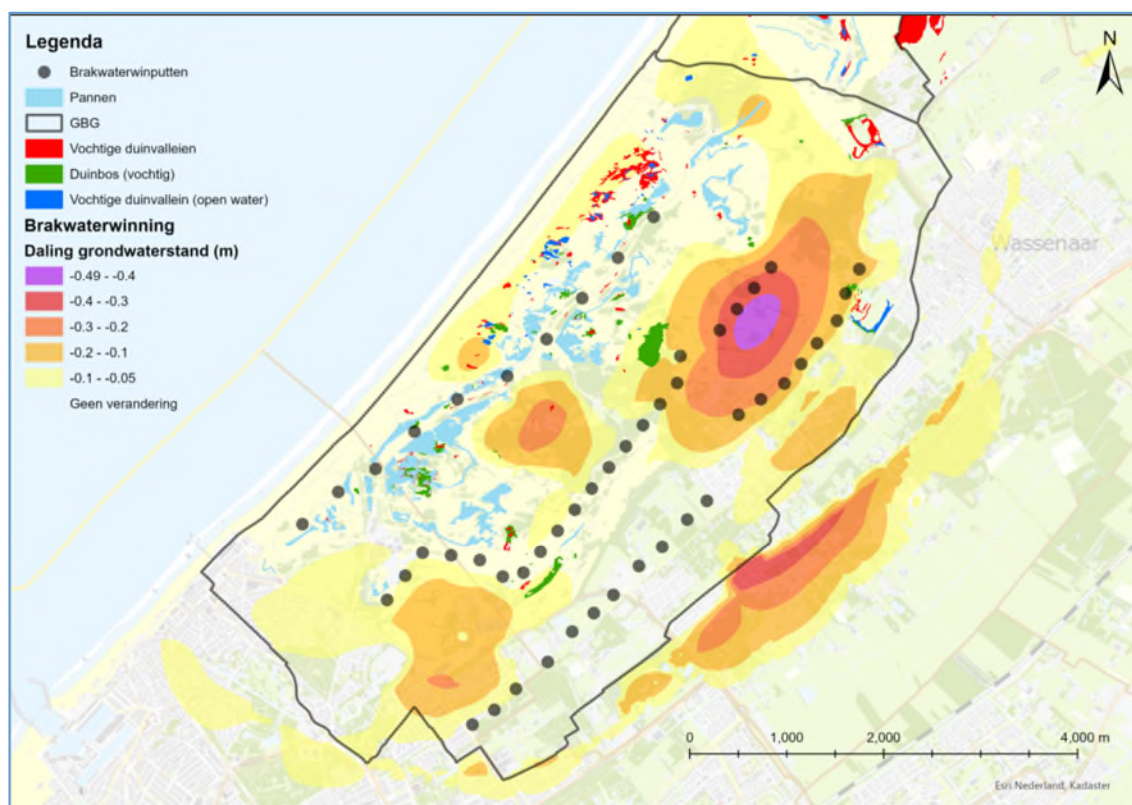 Legenda
Brakwaterwinputten
Pannen
GBG
Vochtige duinvalleien
Duinbos (vochtig)
Vochtige duinvallein (open water)
Brakwaterwinning
Daling grondwaterstand (m)
-0.49 - -0.4
-0.4 - -0.3
-0.3 - -0.2
-0.2 - -0.1
-0.1 - -0.05
Geen verandering
N
Wassenaar
0 1,000 2,000 4,000 m
Esri Nederland, Kadaster